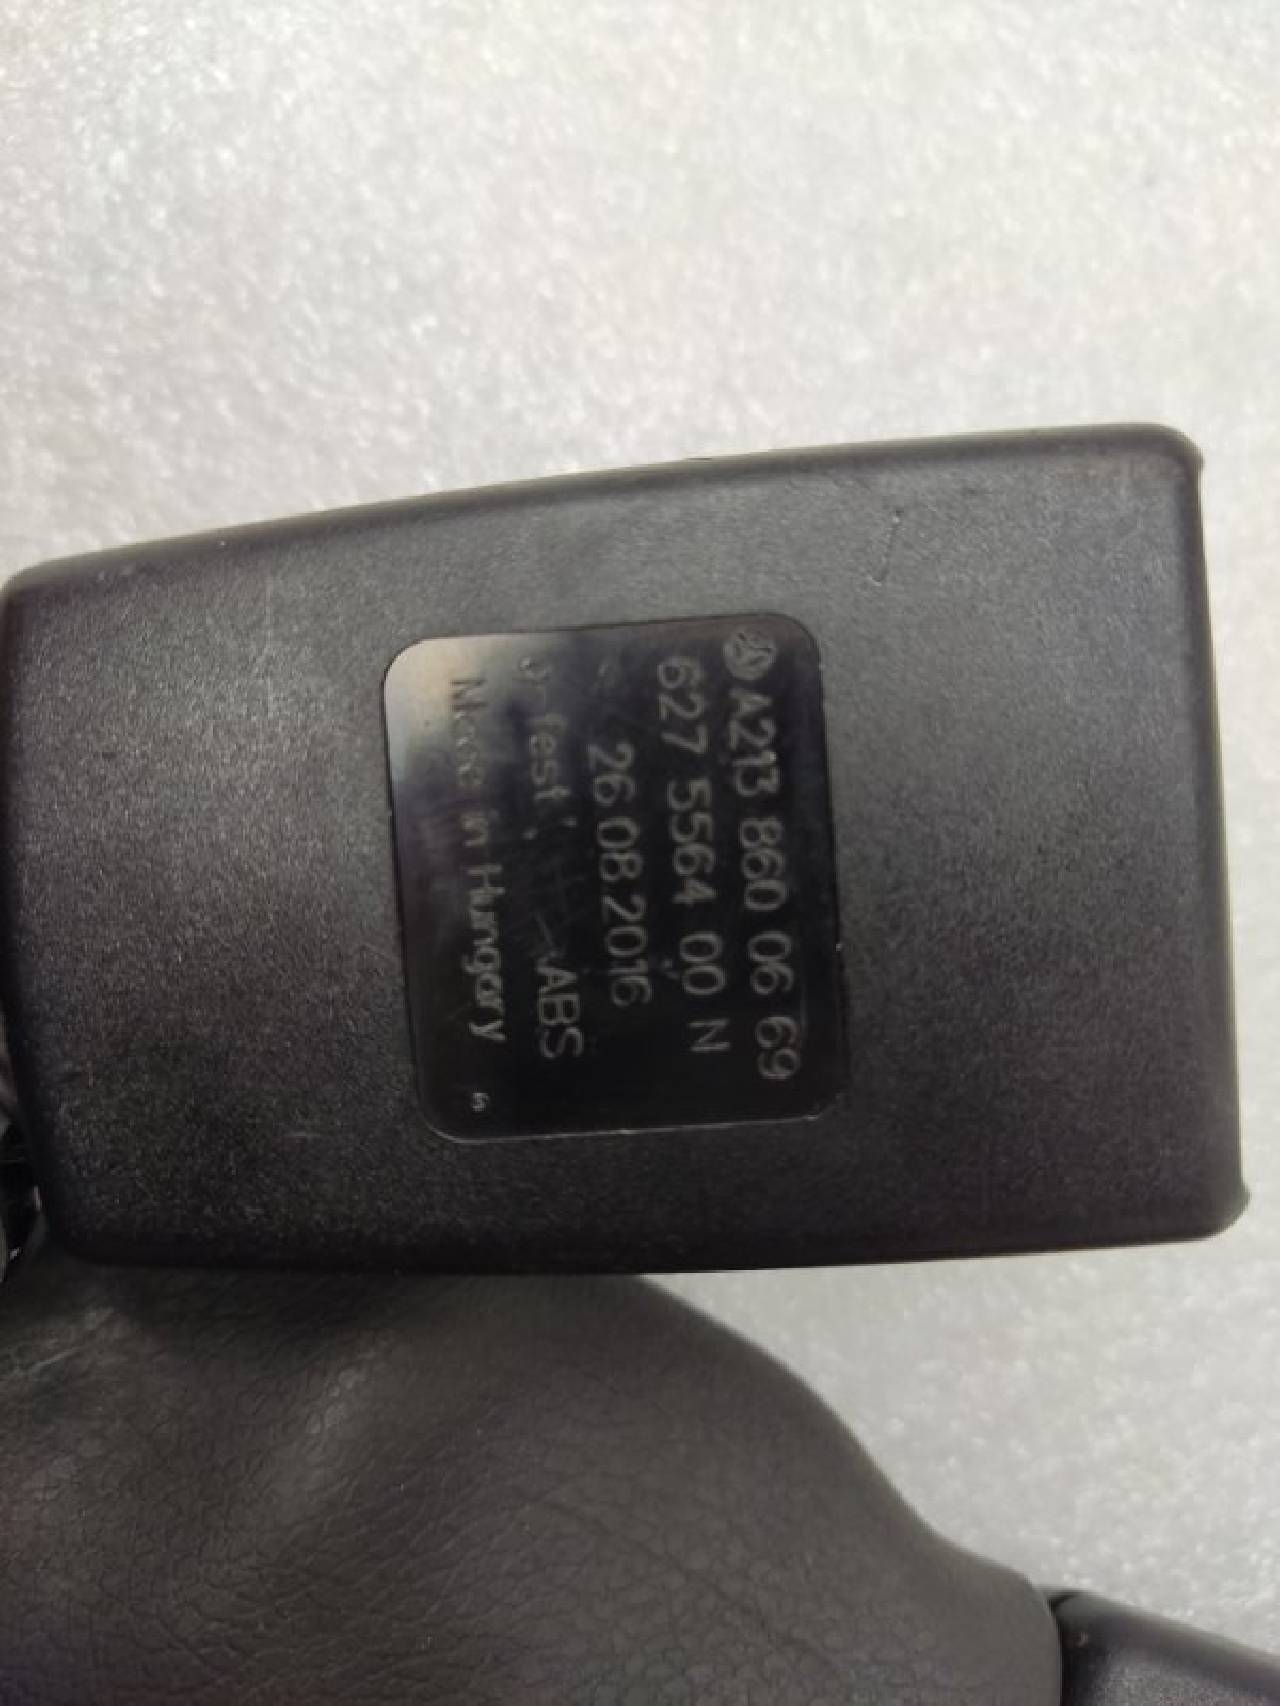 A213 860 06 69
627 5564 00 N
26.08.2016
ABS
Made in Hungary